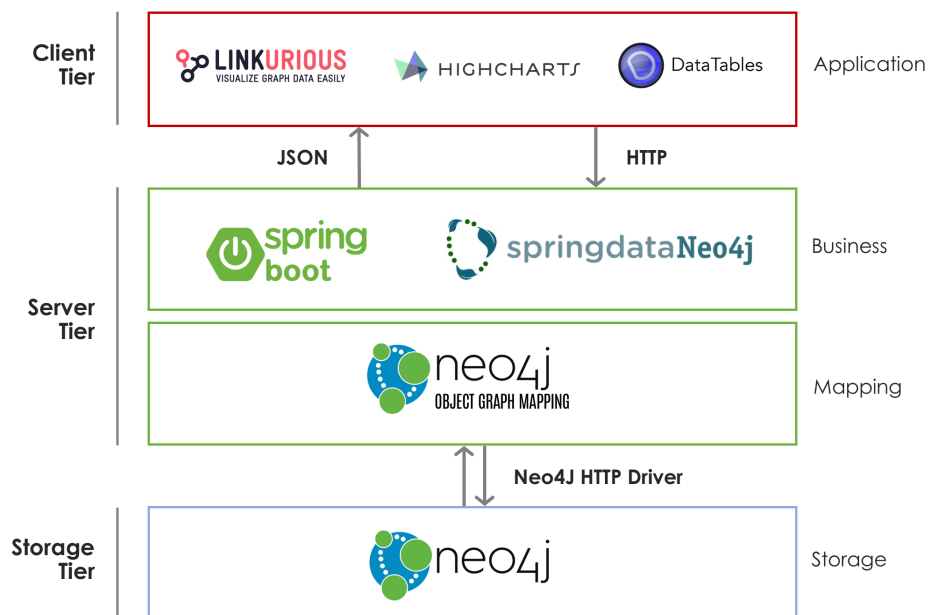 Client
Tier
LINKURIOUS
VISUALIZE GRAPH DATA EASILY
HIGHCHARTS
DataTables
Application
JSON
HTTP
spring
boot
springdataNeo4j
Business
Server
Tier
neo4j
OBJECT GRAPH MAPPING
Mapping
Neo4J HTTP Driver
Storage
Tier
neo4j
Storage